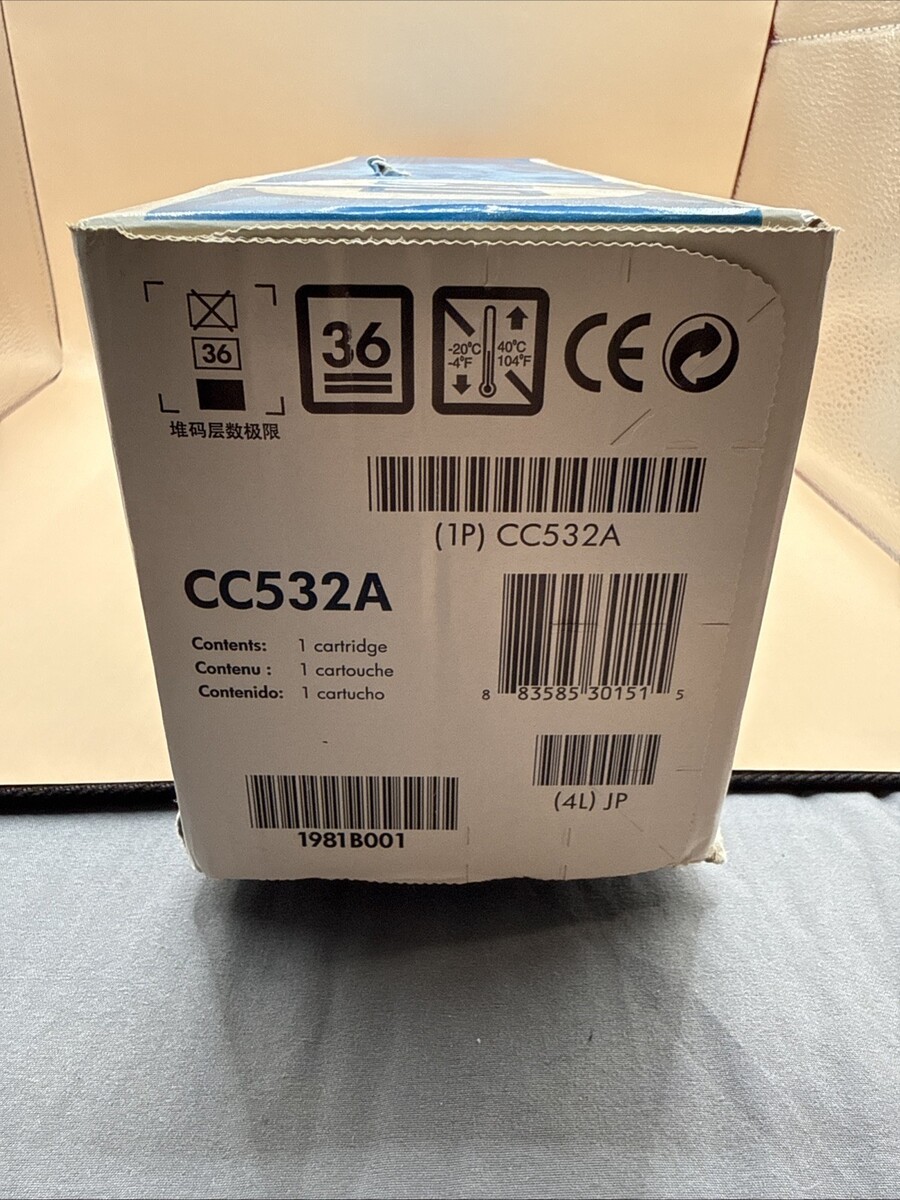 36
堆码层数极限
36
-20°C
-4°F
40°C
104°F
CE
(1P) CC532A
CC532A
Contents: 1 cartridge
Contenu : 1 cartouche
Contenido: 1 cartucho
8 83585 30151 5
(4L) JP
1981B001